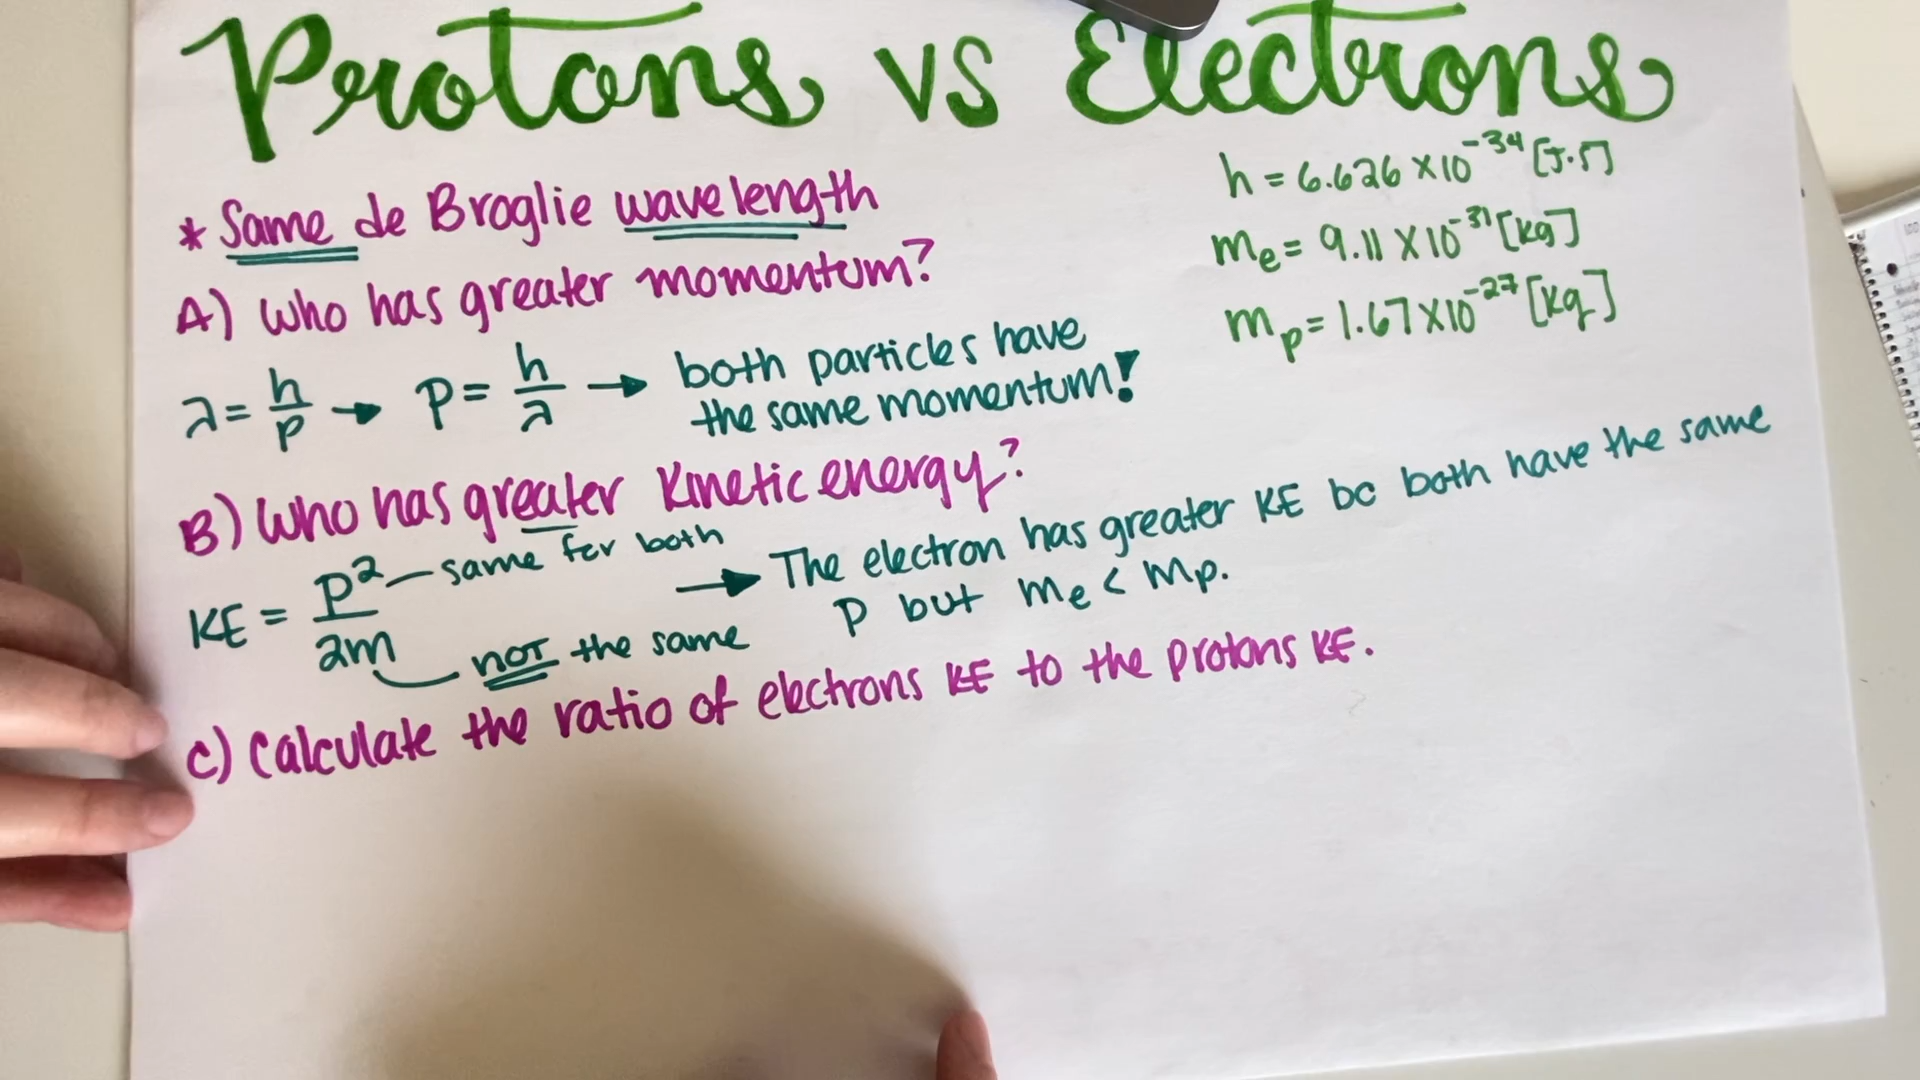 Protons vs Electrons
h = 6.626 × 10⁻³⁴ [J·s]
* Same de Broglie wavelength
mₑ = 9.11 × 10⁻³¹ [kg]
A) Who has greater momentum?
mₚ = 1.67 × 10⁻²⁷ [kg]
λ = h/p → p = h/λ → both particles have
the same momentum!
B) Who has greater Kinetic energy?
KE = p²/2m
same for both
not the same
→ The electron has greater KE bc both have the same
p but mₑ < mₚ.
C) Calculate the ratio of electrons KE to the protons KE.